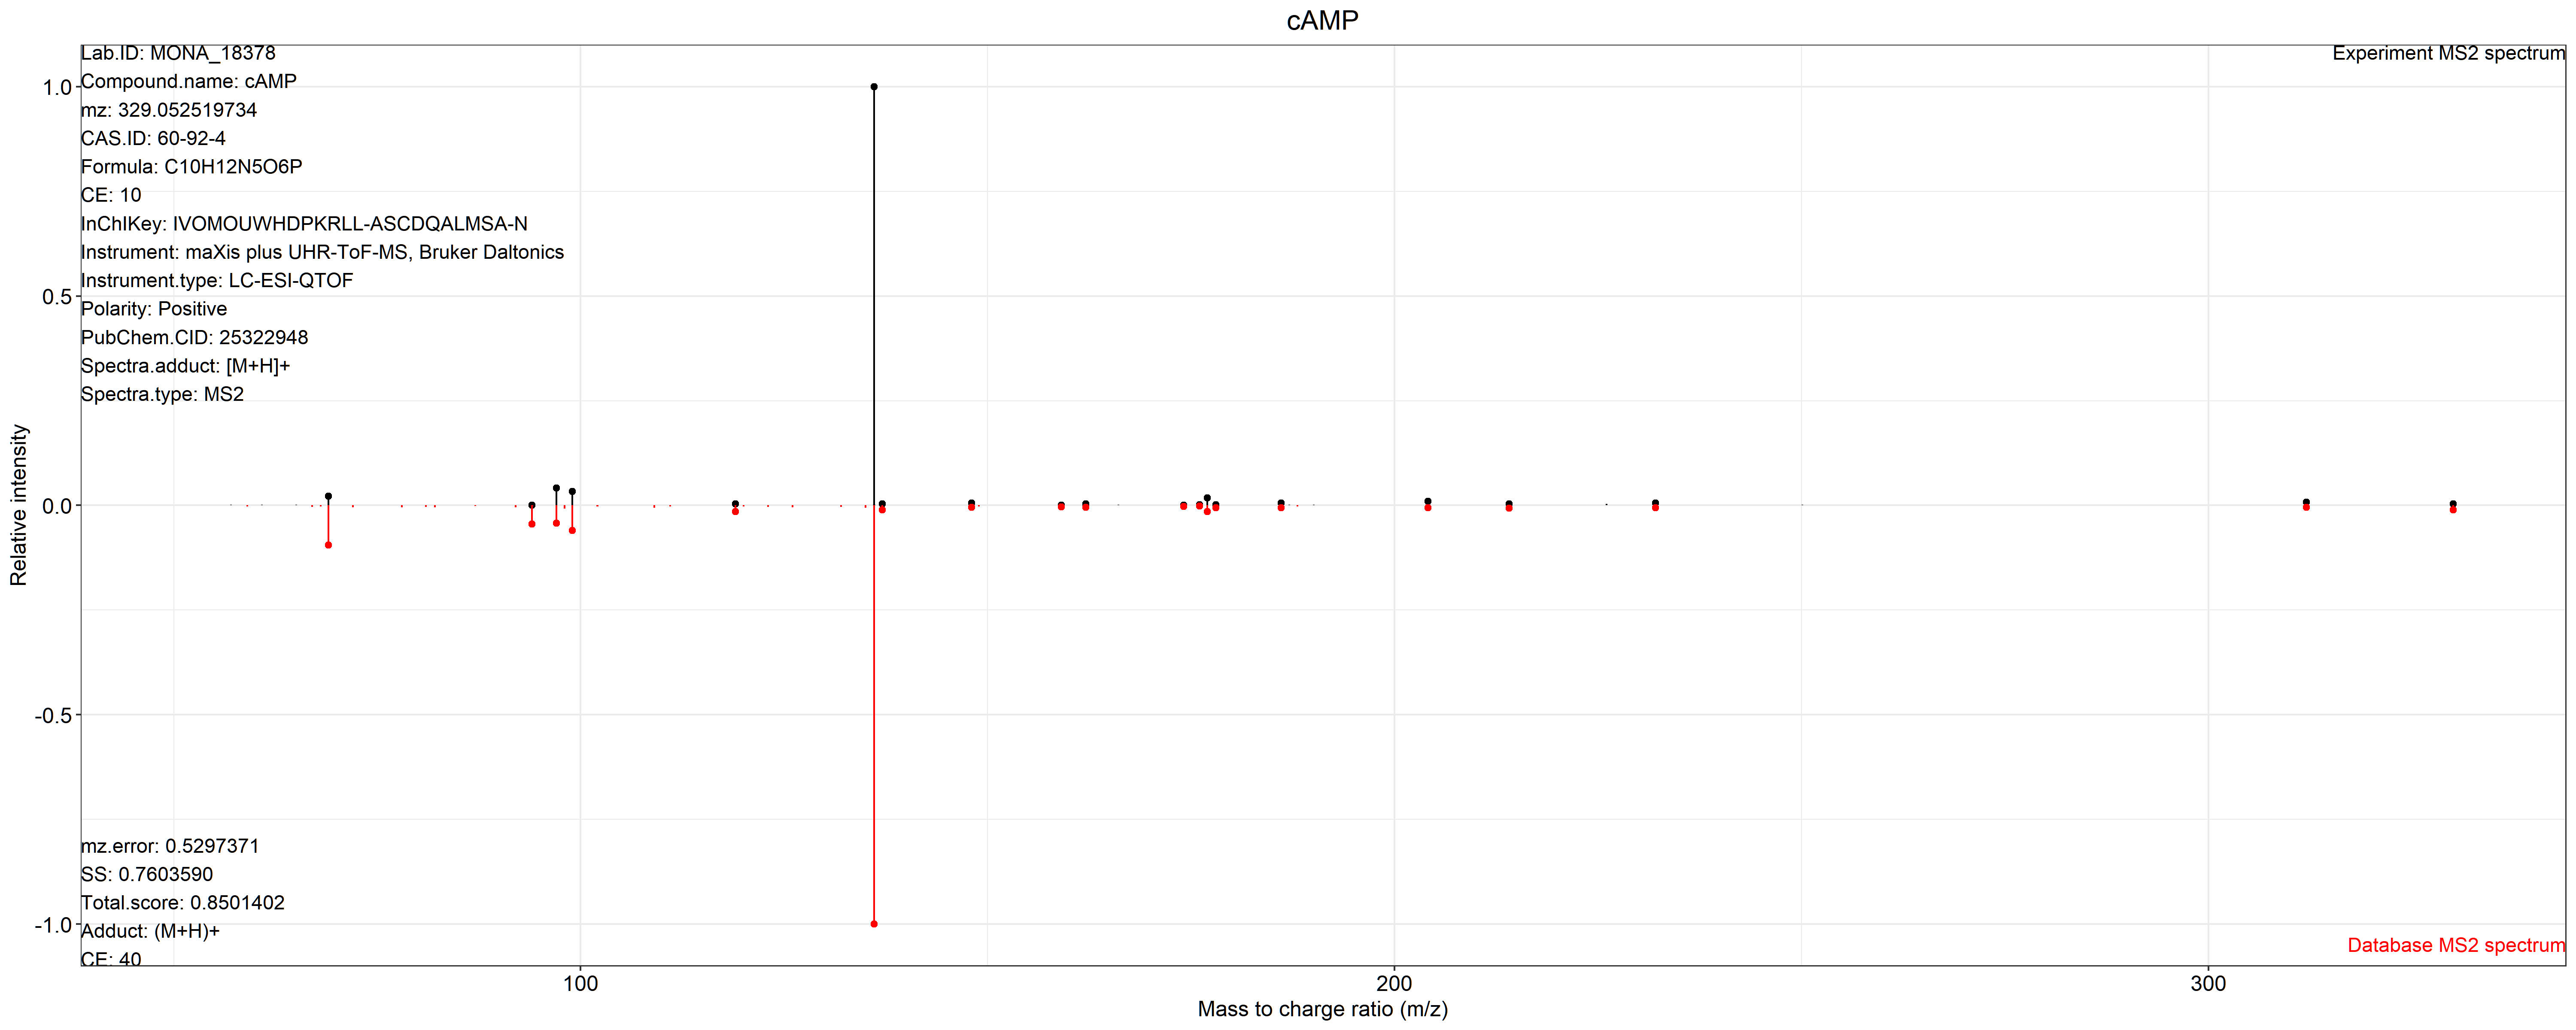 cAMP
Lab.ID: MONA_18378
Experiment MS2 spectrum
Compound.name: cAMP
mz: 329.052519734
CAS.ID: 60-92-4
Formula: C10H12N5O6P
CE: 10
InChIKey: IVOMOUWHDPKRLL-ASCDQALMSA-N
Instrument: maXis plus UHR-ToF-MS, Bruker Daltonics
Instrument.type: LC-ESI-QTOF
Polarity: Positive
PubChem.CID: 25322948
Spectra.adduct: [M+H]+
Spectra.type: MS2
1.0
0.5
0.0
-0.5
-1.0
Relative intensity
mz.error: 0.5297371
SS: 0.7603590
Total.score: 0.8501402
Adduct: (M+H)+
CE: 40
Database MS2 spectrum
100
200
300
Mass to charge ratio (m/z)